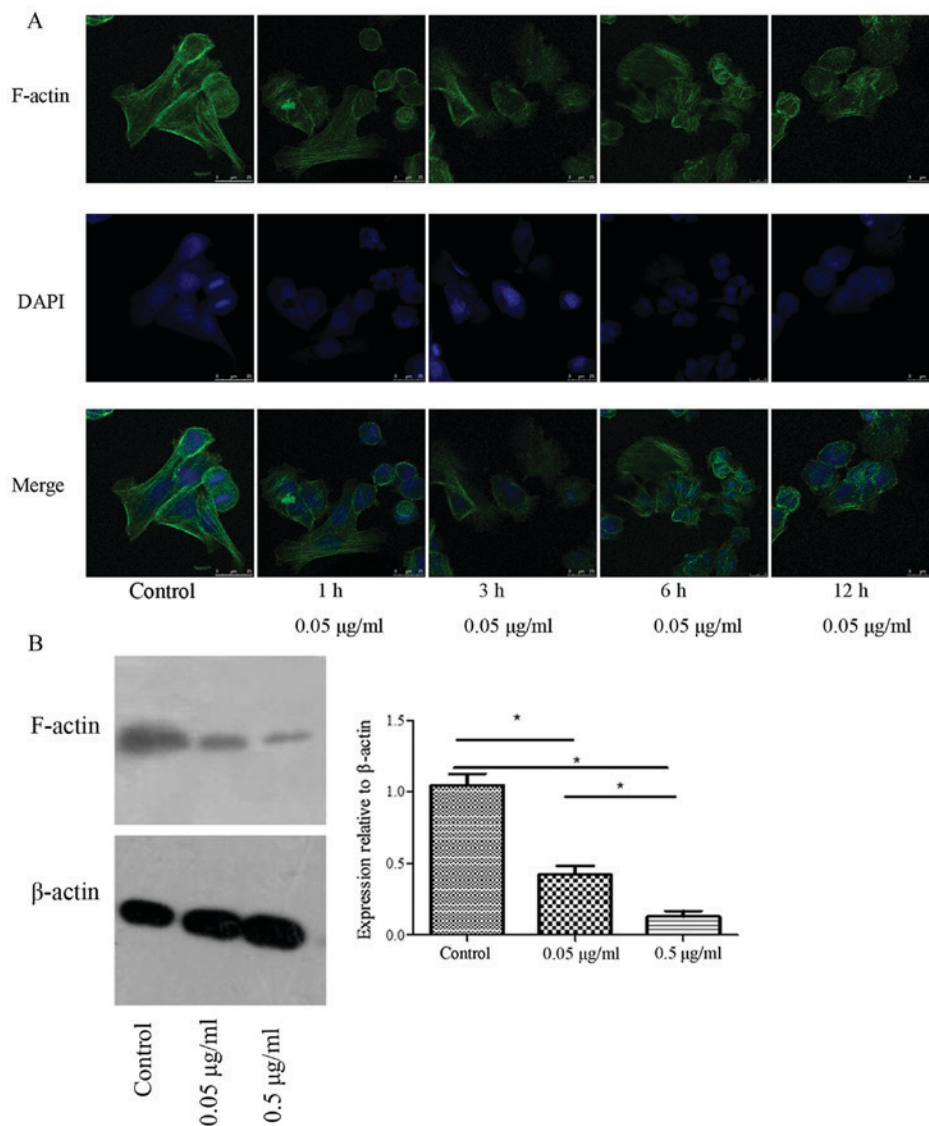 A
F-actin
DAPI
Merge
Control
1 h
3 h
6 h
12 h
0.05 μg/ml
0.05 μg/ml
0.05 μg/ml
0.05 μg/ml
B
F-actin
β-actin
Control
0.05 μg/ml
0.5 μg/ml
Expression relative to β-actin
1.5
1.0
0.5
0.0
*
*
*
Control
0.05 μg/ml
0.5 μg/ml